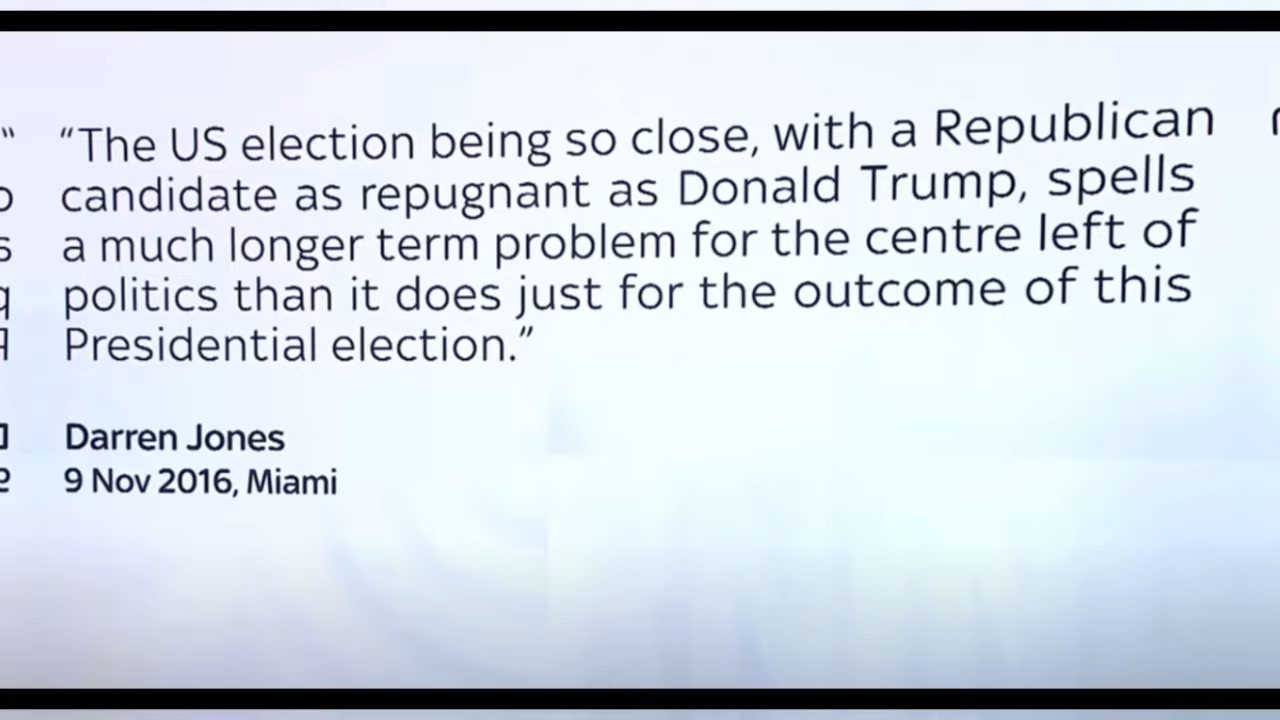 “The US election being so close, with a Republican
candidate as repugnant as Donald Trump, spells
a much longer term problem for the centre left of
politics than it does just for the outcome of this
Presidential election.”
Darren Jones
9 Nov 2016, Miami